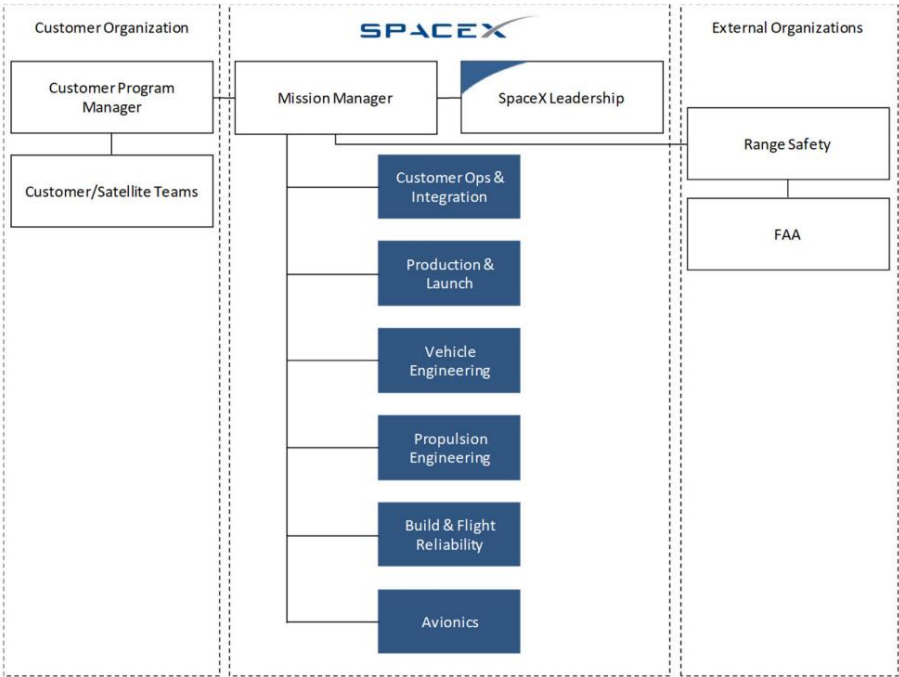 Customer Organization
SPACEX
External Organizations
Customer Program
Manager
Mission Manager
SpaceX Leadership
Range Safety
Customer/Satellite Teams
Customer Ops &
Integration
FAA
Production &
Launch
Vehicle
Engineering
Propulsion
Engineering
Build & Flight
Reliability
Avionics